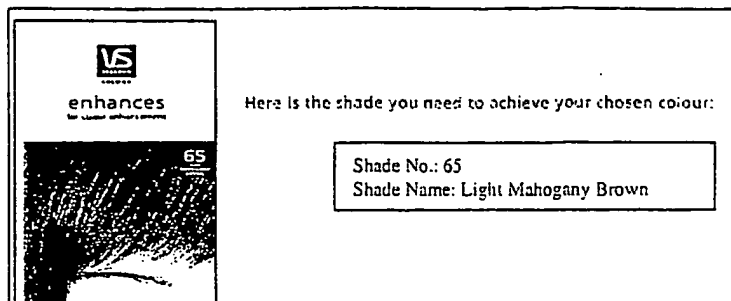 VS
enhances
65
Here is the shade you need to achieve your chosen colour:
Shade No.: 65
Shade Name: Light Mahogany Brown